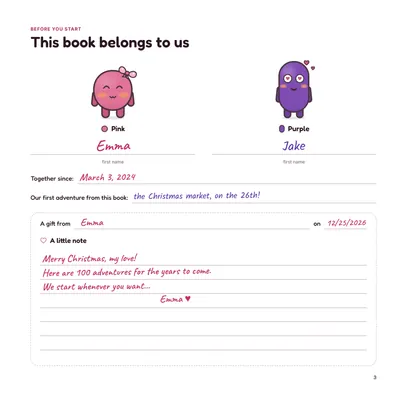 BEFORE YOU START
This book belongs to us
Pink
Purple
Emma
Jake
first name
first name
Together since: March 3, 2024
Our first adventure from this book: the Christmas market, on the 26th!
A gift from Emma on 12/25/2026
A little note
Merry Christmas, my love!
Here are 100 adventures for the years to come.
We start whenever you want...
Emma ♥
3